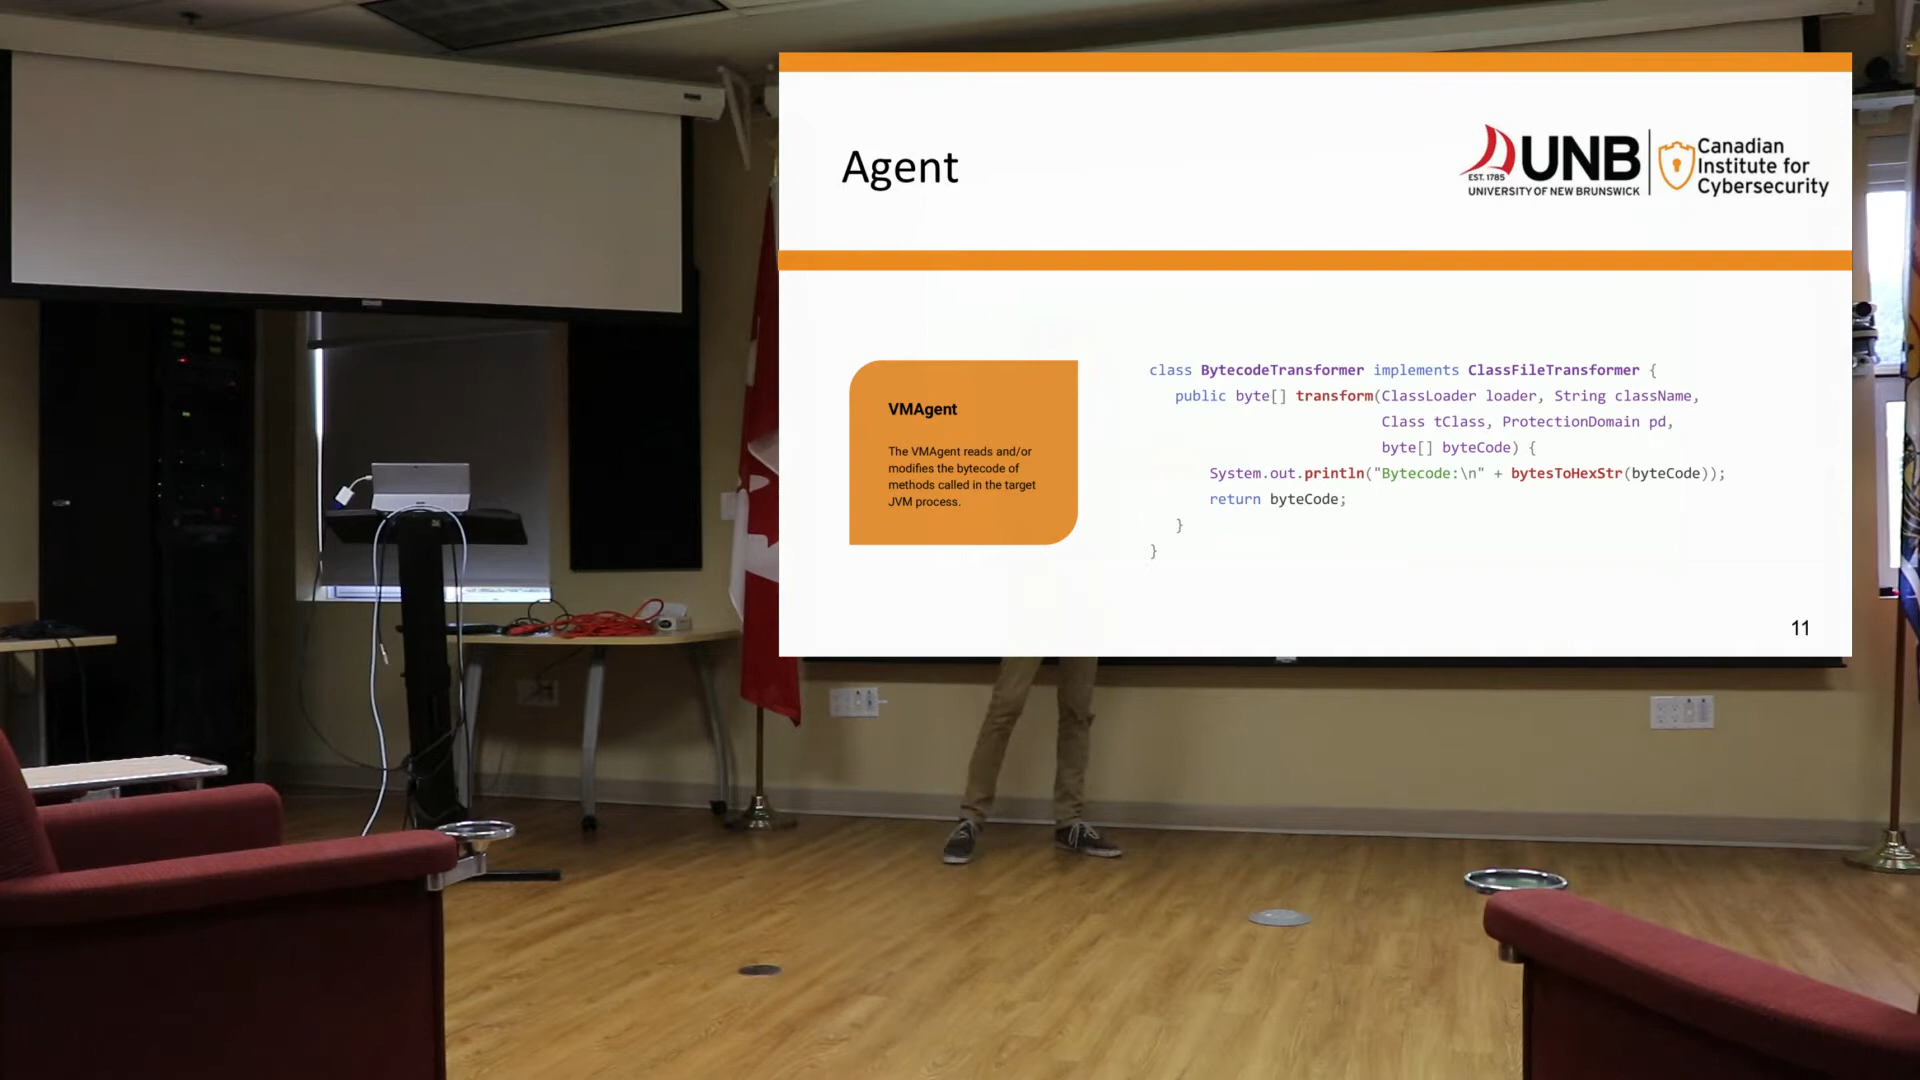 Agent
EST. 1785
UNB
UNIVERSITY OF NEW BRUNSWICK
Canadian
Institute for
Cybersecurity
VMAgent
The VMAgent reads and/or
modifies the bytecode of
methods called in the target
JVM process.
class BytecodeTransformer implements ClassFileTransformer {
public byte[] transform(ClassLoader loader, String className,
Class tClass, ProtectionDomain pd,
byte[] byteCode) {
System.out.println("Bytecode:\n" + bytesToHexStr(byteCode));
return byteCode;
}
}
11